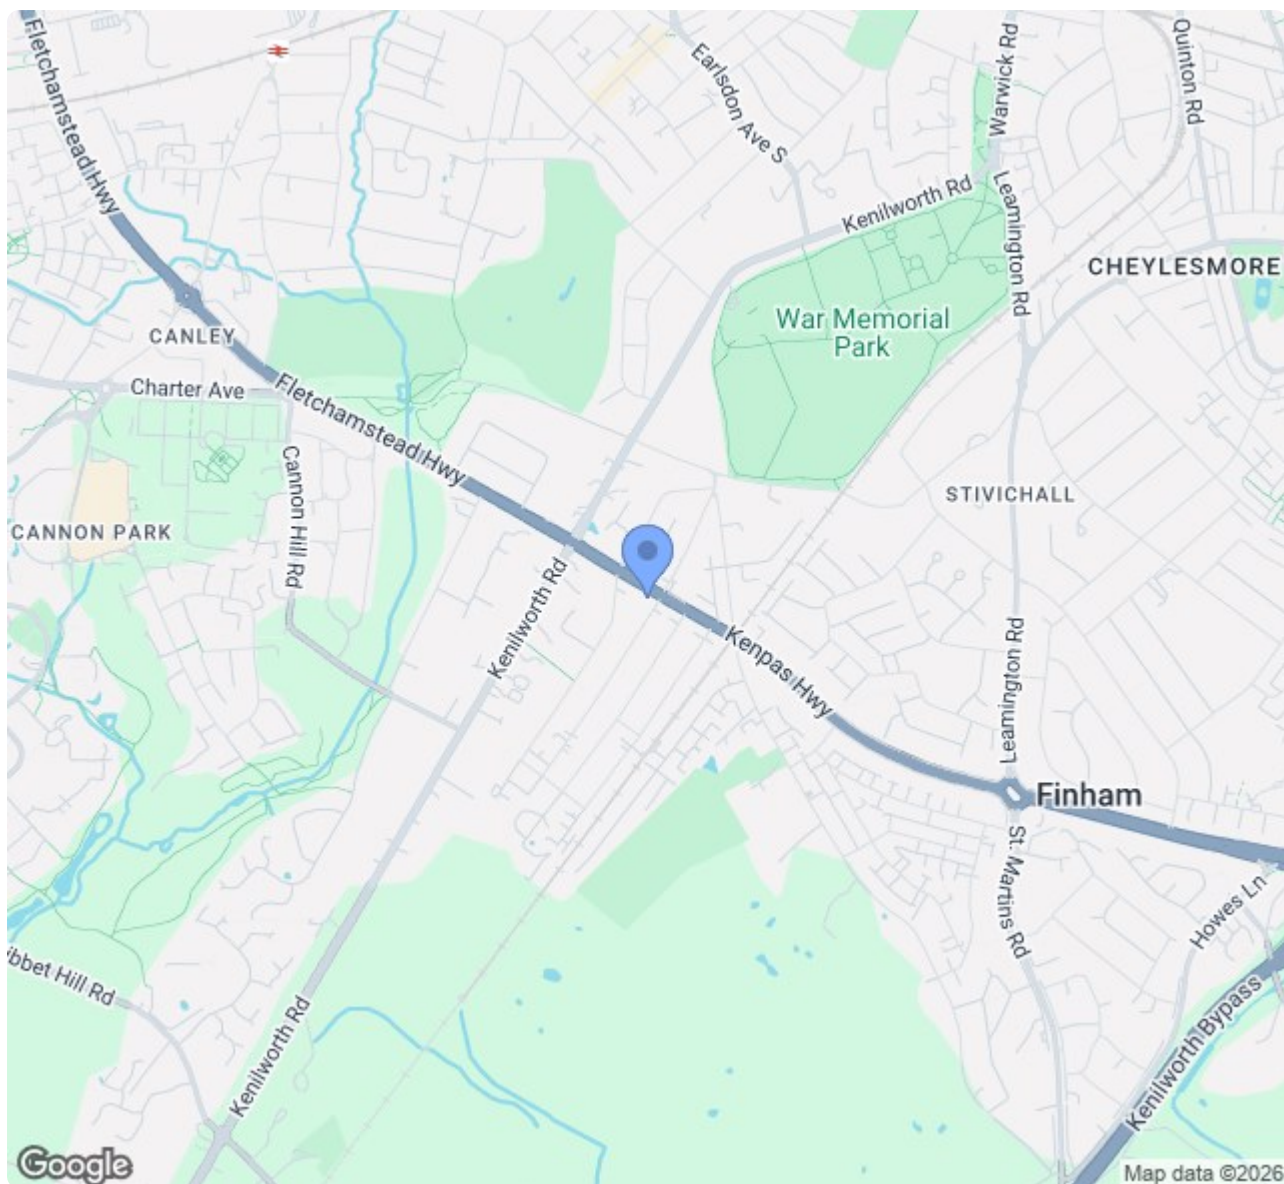 Fletchamstead Hwy
Earlsdon Ave S
Warwick Rd
Quinton Rd
Kenilworth Rd
Leamington Rd
CHEYLESMORE
War Memorial
Park
CANLEY
Charter Ave
Fletchamstead Hwy
Cannon Hill Rd
STIVICHALL
CANNON PARK
Kenilworth Rd
Kenpas Hwy
Leamington Rd
Finham
St. Martins Rd
Howes Ln
ibbet Hill Rd
Kenilworth Rd
Kenilworth Bypass
Google
Map data ©2026